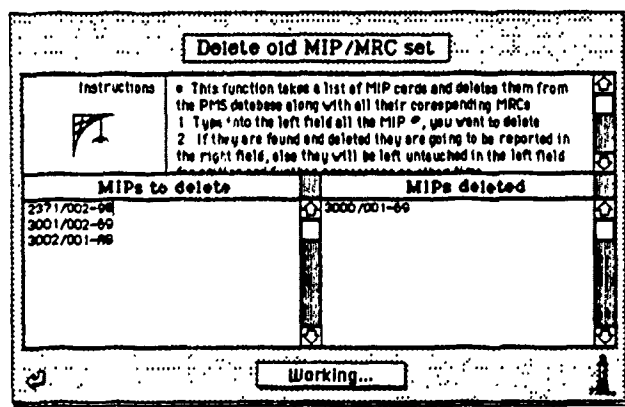 Delete old MIP/MRC set
Instructions
● This function takes a list of MIP cards and deletes them from
the PMS database along with all their coresponding MRCs
1 Type into the left field all the MIP #, you want to delete
2 If they are found and deleted they are going to be reported in
the right field, else they will be left untouched in the left field
MIPs to delete
MIPs deleted
2371/002-98
3001/002-69
3002/001-A8
3000/001-69
Working...